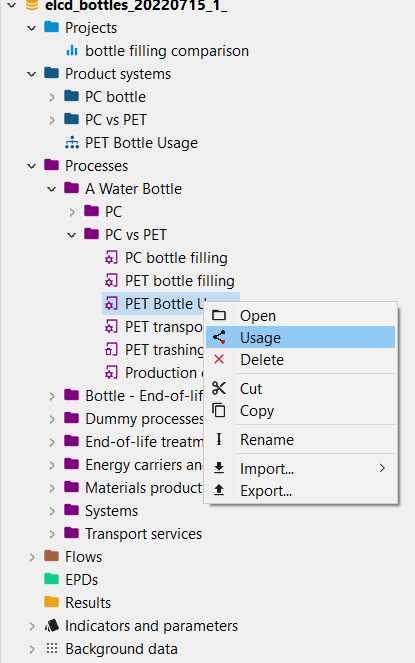 elcd_bottles_20220715_1_
Projects
bottle filling comparison
Product systems
PC bottle
PC vs PET
PET Bottle Usage
Processes
A Water Bottle
PC
PC vs PET
PC bottle filling
PET bottle filling
PET Bottle U
Open
PET transpo
Usage
PET trashing
Delete
Production
Cut
Bottle - End-of-lif
Copy
Dummy processes
End-of-life treatm
Rename
Energy carriers an
Import...
Materials product
Export...
Systems
Transport services
Flows
EPDs
Results
Indicators and parameters
Background data